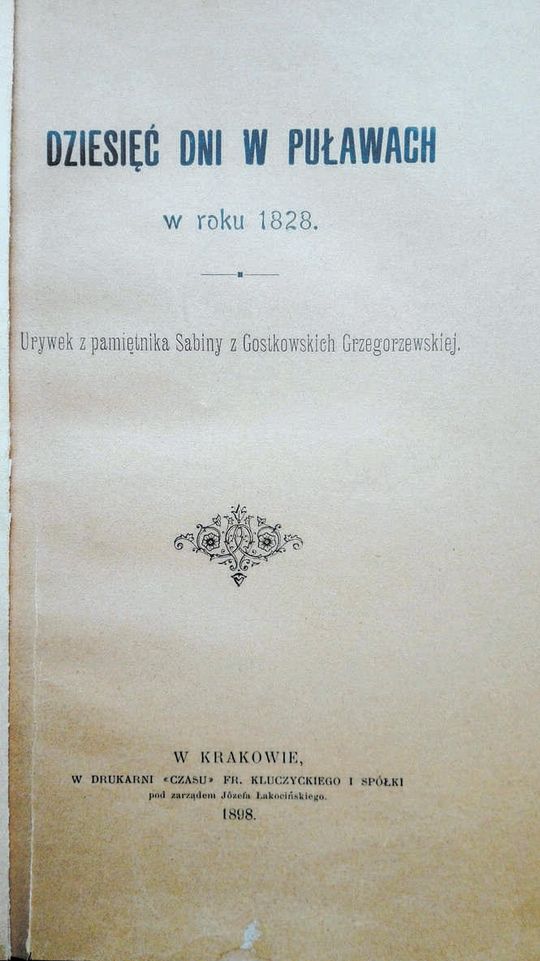 DZIESIĘĆ DNI W PUŁAWACH
w roku 1828.
Urywek z pamiętnika Sabiny z Gostkowskich Grzegorzewskiej.
W KRAKOWIE,
W DRUKARNI «CZASU» FR. KLUCZYCKIEGO I SPÓŁKI
pod zarządem Józefa Łakocińskiego.
1898.